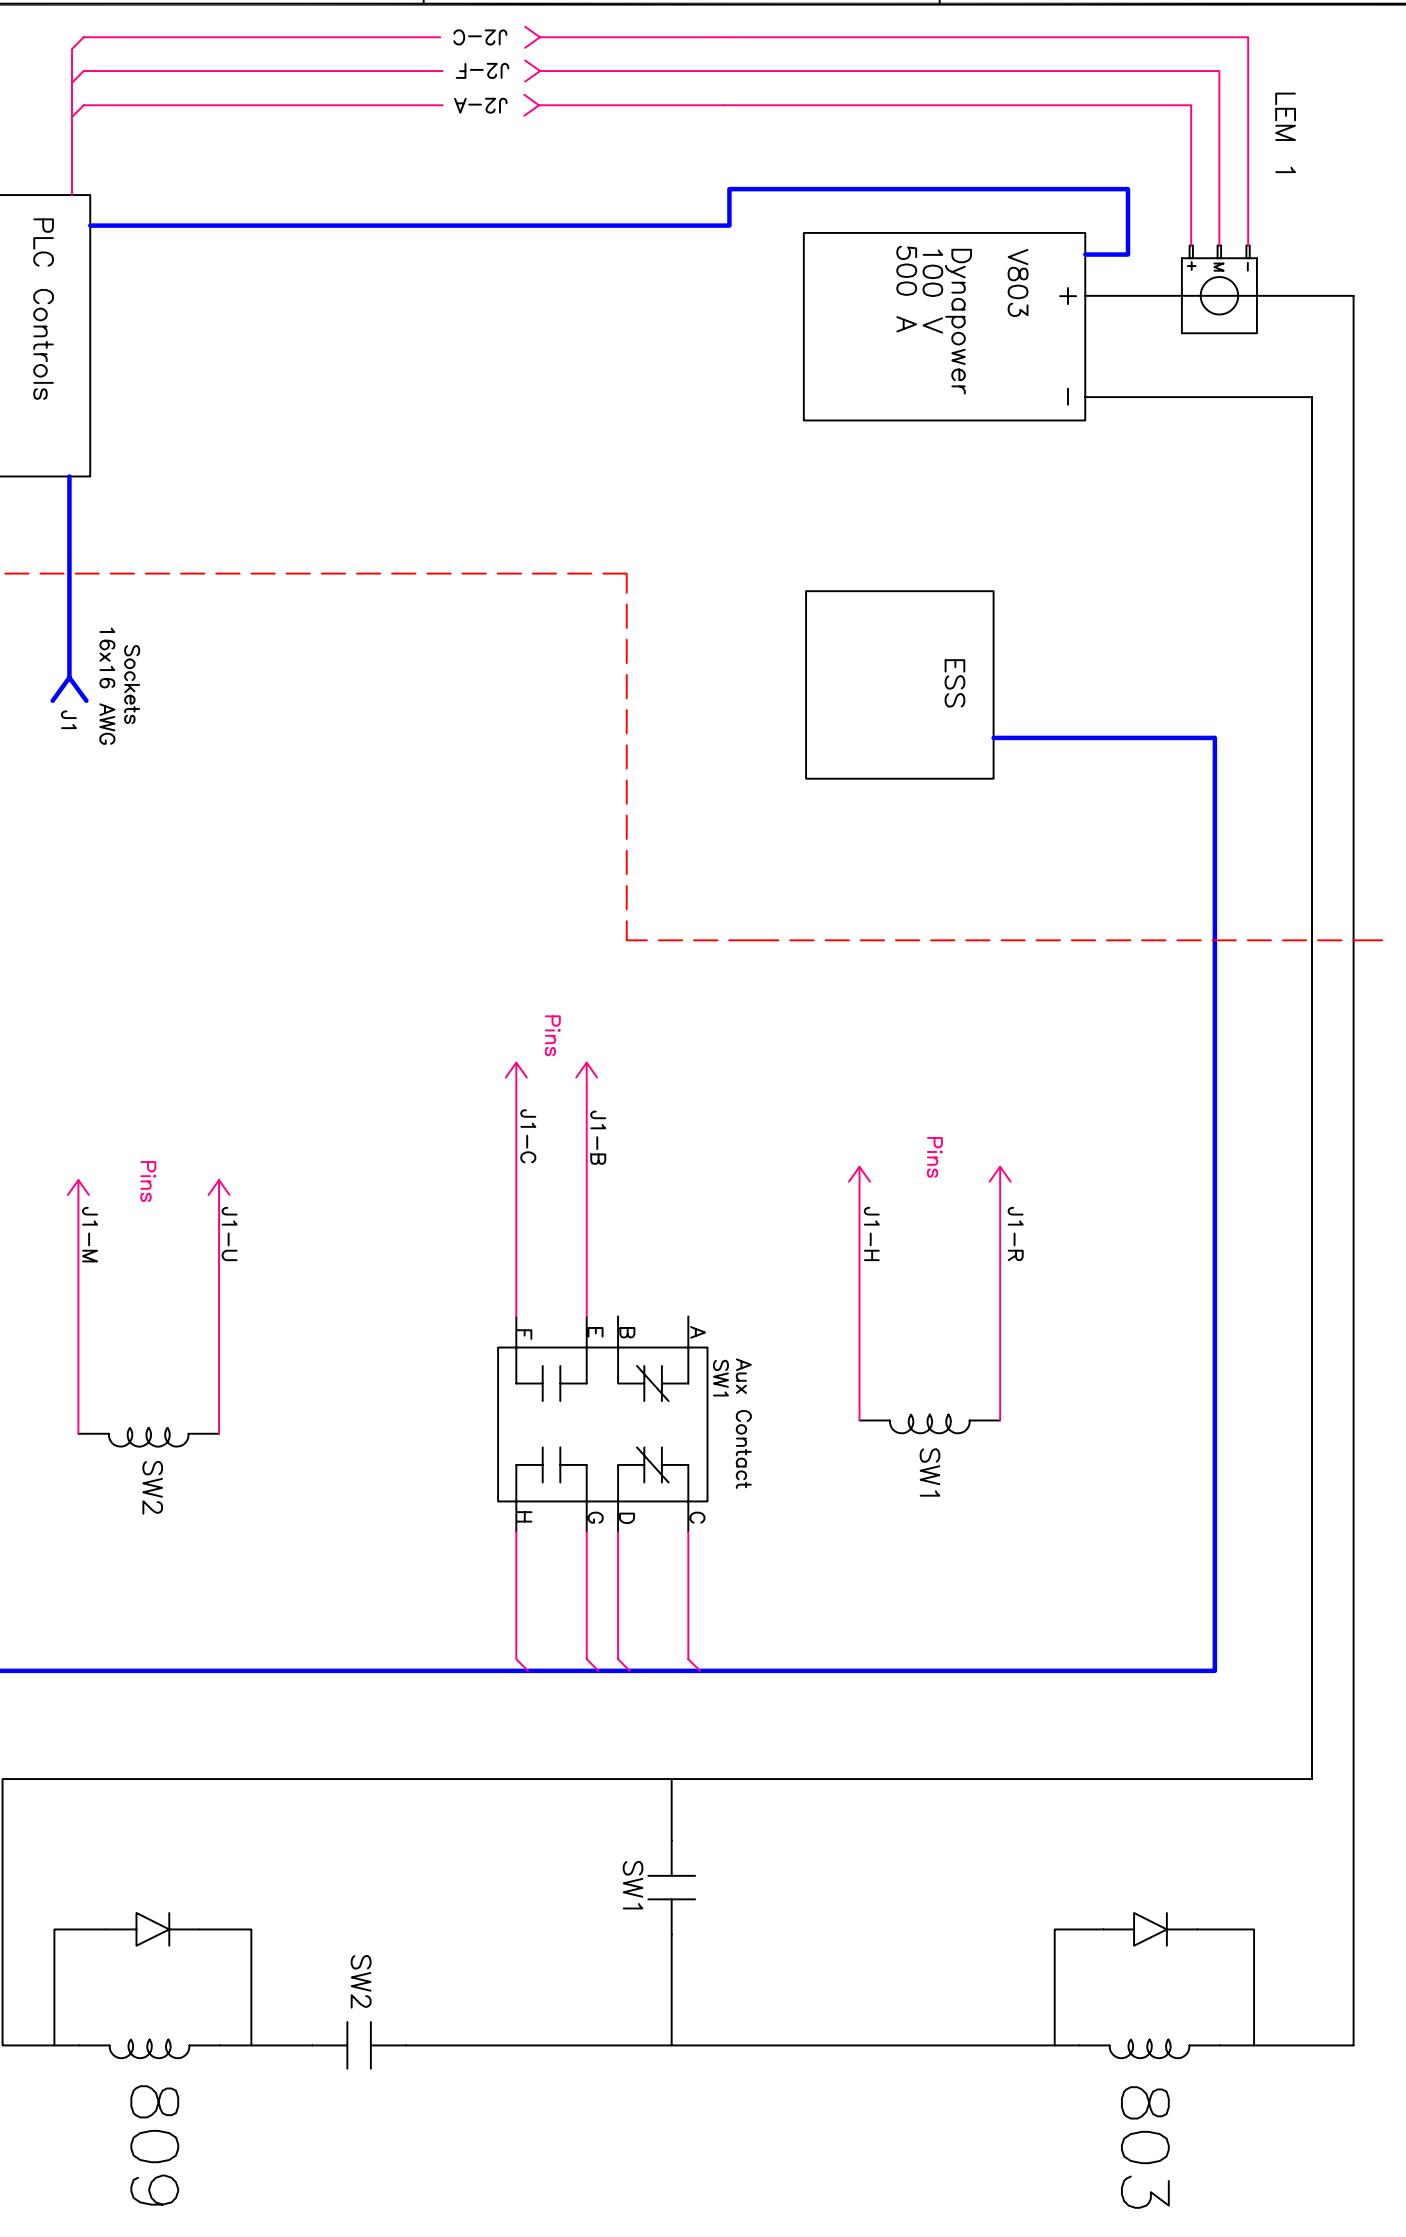 J2-C
J2-F
J2-A
LEM 1
- M +
V803
Dynapower
100 V
500 A
+
-
PLC Controls
ESS
Sockets
16x16 AWG
J1
Pins
J1-R
J1-H
SW1
Pins
J1-B
J1-C
Aux Contact
SW1
A
B
E
F
C
D
G
H
Pins
J1-U
J1-M
SW2
SW1
SW2
803
809